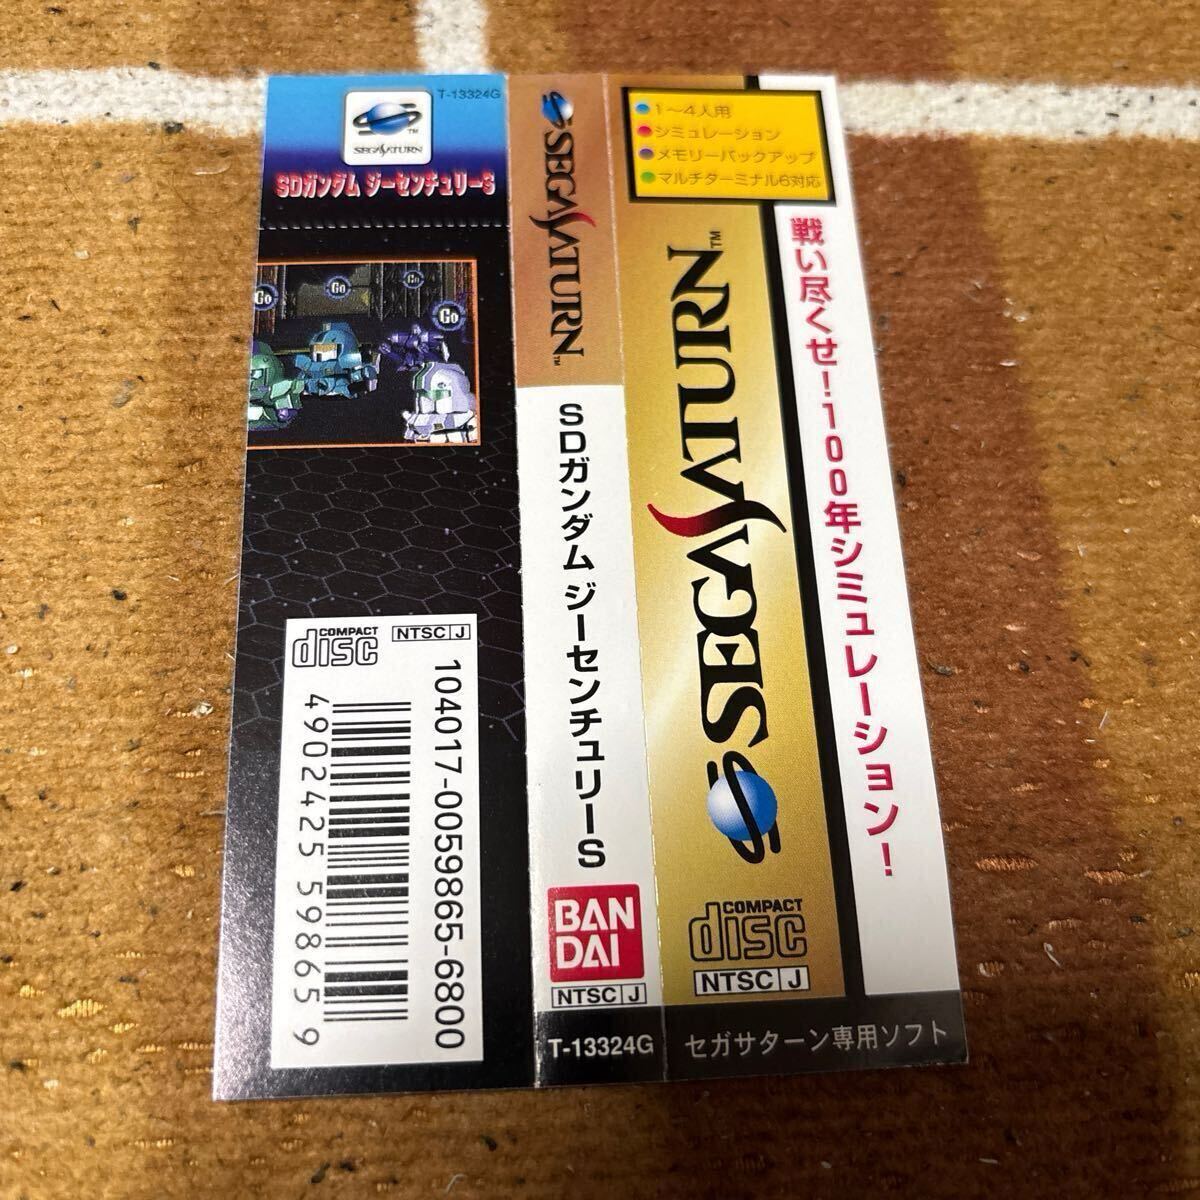 T-13324G
SEGA SATURN
TM
SDガンダム ジーセンチュリーS
Go
Go
Go
Go
COMPACT
disc
NTSC J
104017-0059865-6800
4902425 59865 9
SEGA SATURN
TM
SDガンダム ジーセンチュリーS
BAN
DAI
NTSC J
T-13324G
1〜4人用
シミュレーション
メモリーバックアップ
マルチターミナル6対応
SEGA SATURN
TM
COMPACT
disc
NTSC J
セガサターン専用ソフト
戦い尽くせ!100年シミュレーション!